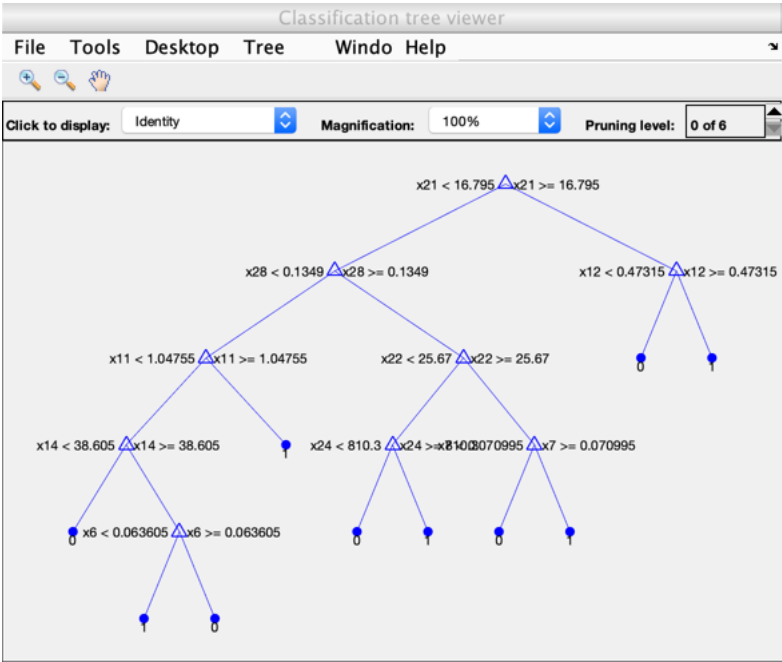 Classification tree viewer
File Tools Desktop Tree Windo Help
Click to display: Identity Magnification: 100% Pruning level: 0 of 6
x21 < 16.795 x21 >= 16.795
x28 < 0.1349 x28 >= 0.1349 x12 < 0.47315 x12 >= 0.47315
x11 < 1.04755 x11 >= 1.04755 x22 < 25.67 x22 >= 25.67 0 1
x14 < 38.605 x14 >= 38.605 1 x24 < 810.3 x24 >= x7 >= 0.070995
0 x6 < 0.063605 x6 >= 0.063605 0 1 0 1
1 0